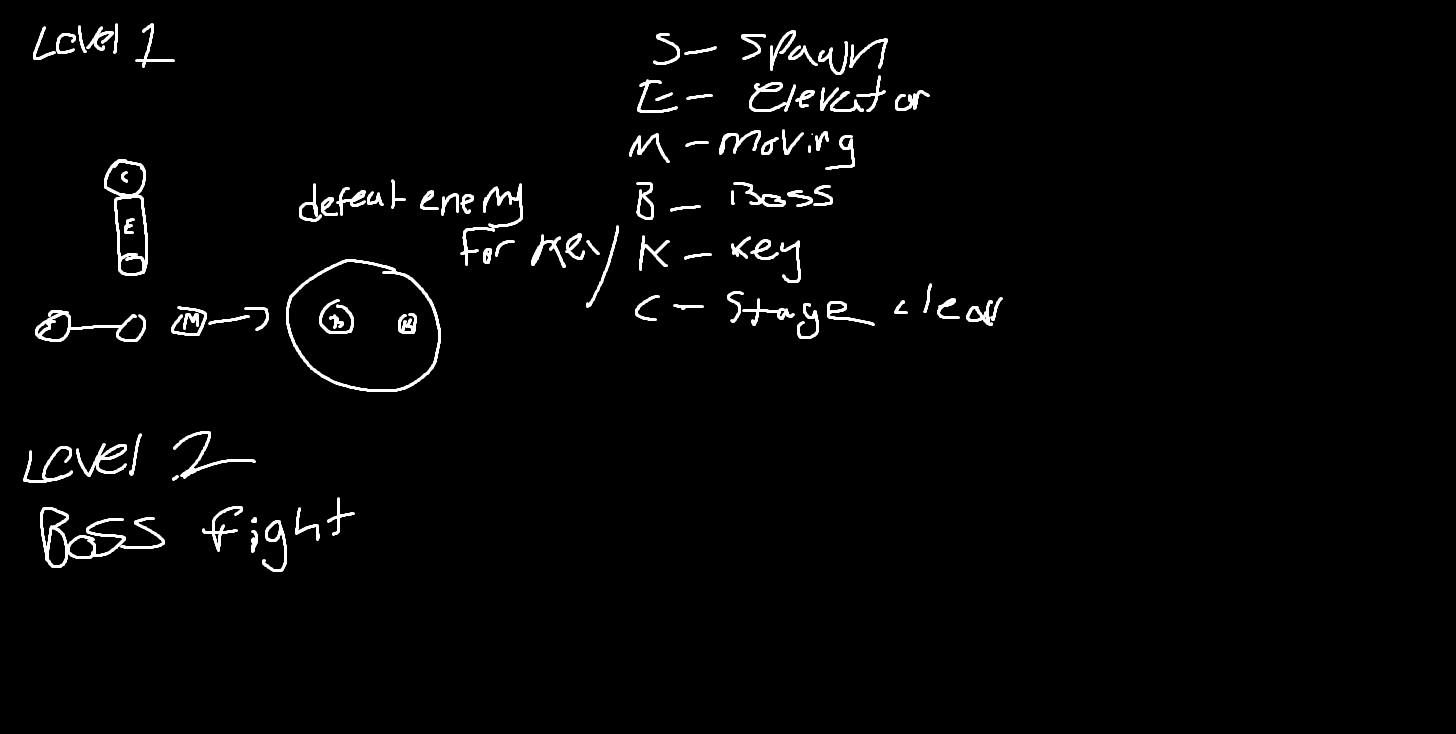 Level 1
S - Spawn
E - Elevator
M - Moving
B - Boss
K - Key
C - Stage clear
defeat enemy
for key
C
E
M
B
K
Level 2
Boss fight